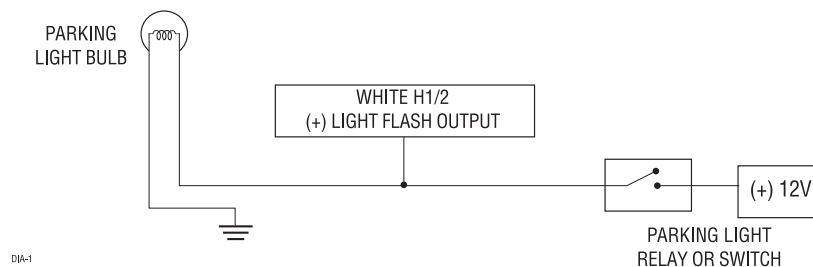 PARKING
LIGHT BULB
WHITE H1/2
(+) LIGHT FLASH OUTPUT
(+) 12V
PARKING LIGHT
RELAY OR SWITCH
DIA-1